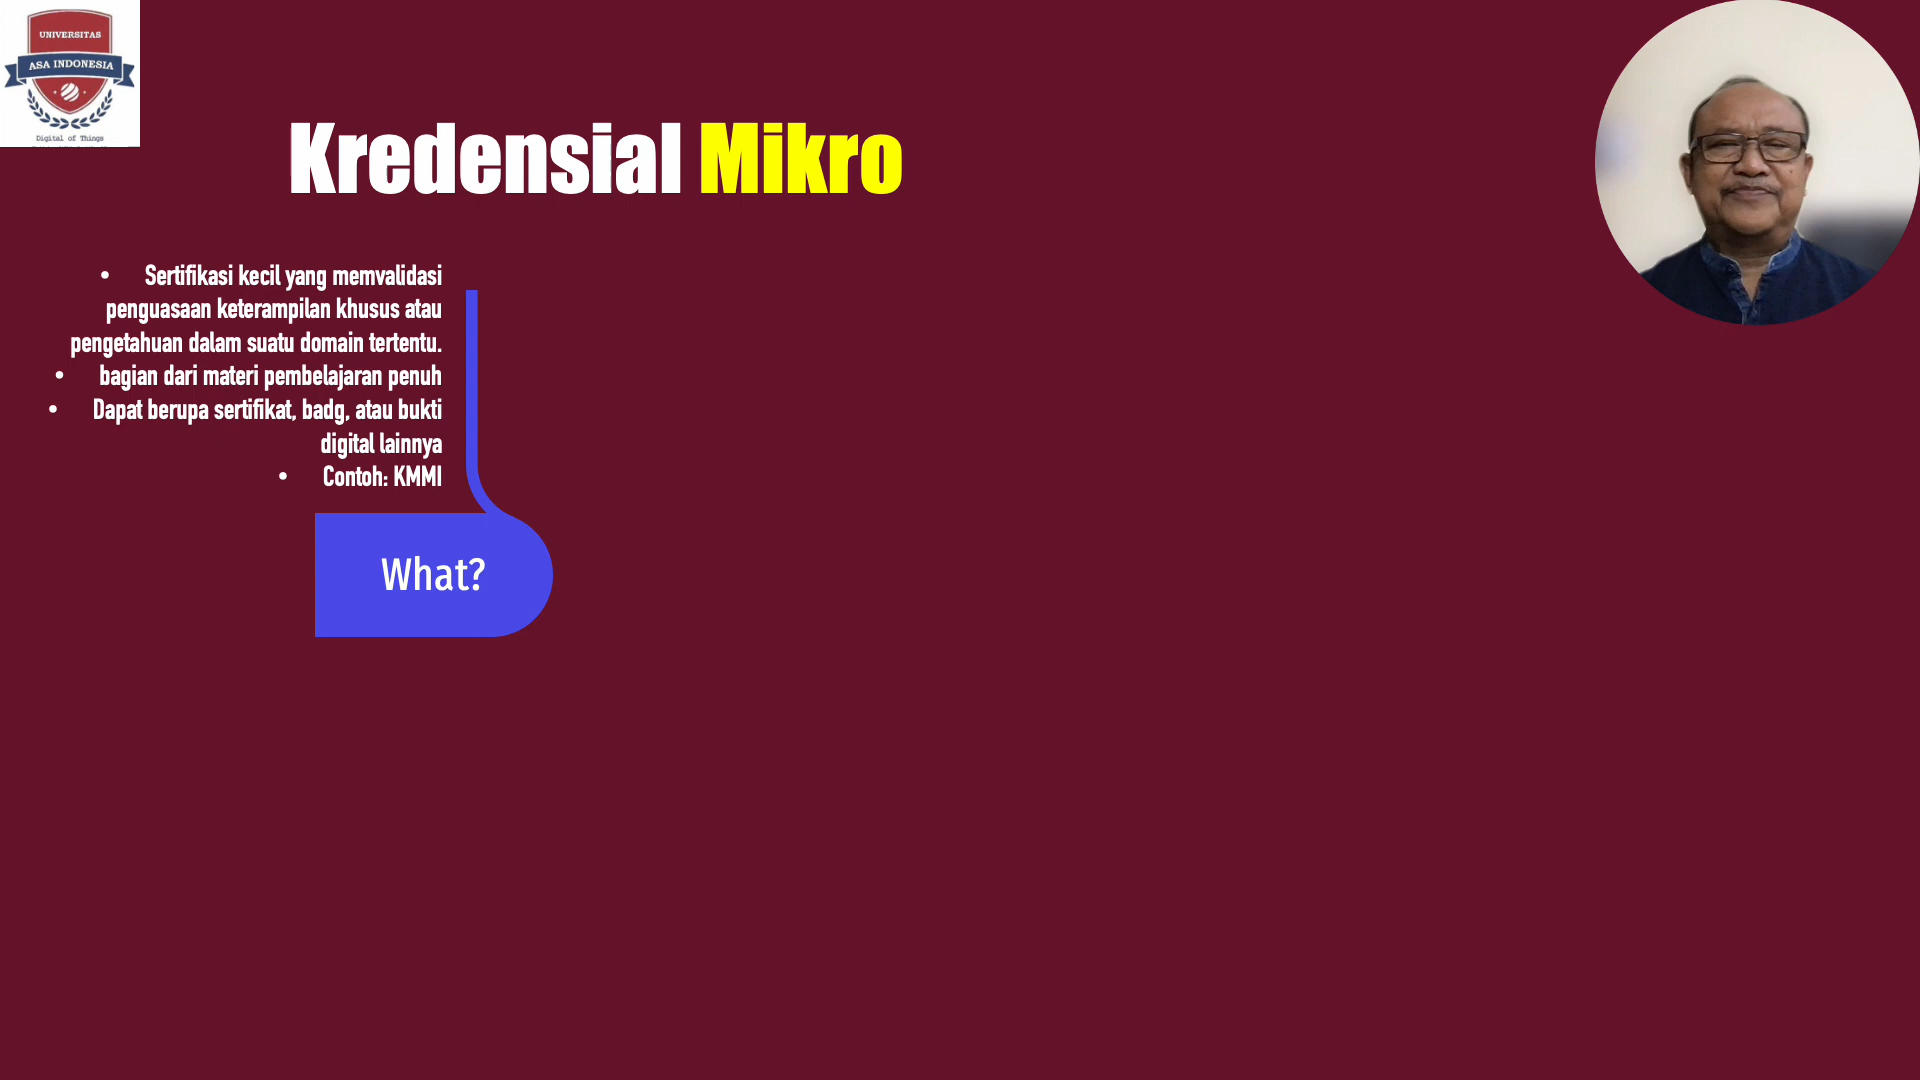 UNIVERSITAS
ASA INDONESIA
Digital of Things
Kredensial Mikro
• Sertifikasi kecil yang memvalidasi
penguasaan keterampilan khusus atau
pengetahuan dalam suatu domain tertentu.
• bagian dari materi pembelajaran penuh
• Dapat berupa sertifikat, badg, atau bukti
digital lainnya
• Contoh: KMMI
What?